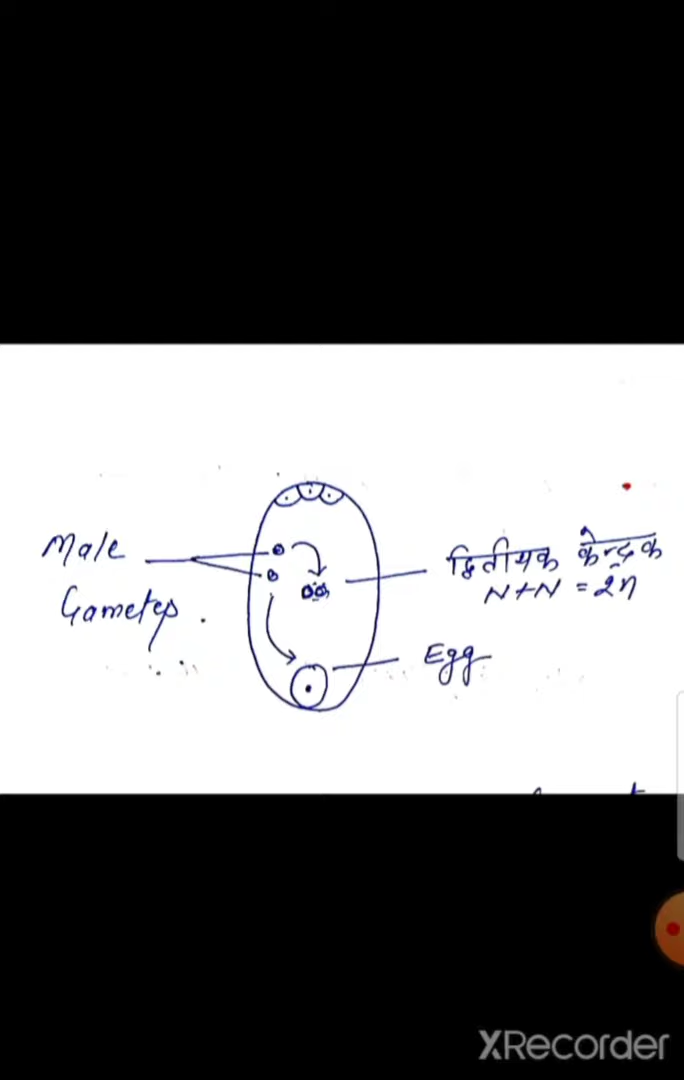 Male
Gametes.
द्वितीयक केन्द्रक
N+N = 2n
Egg
XRecorder